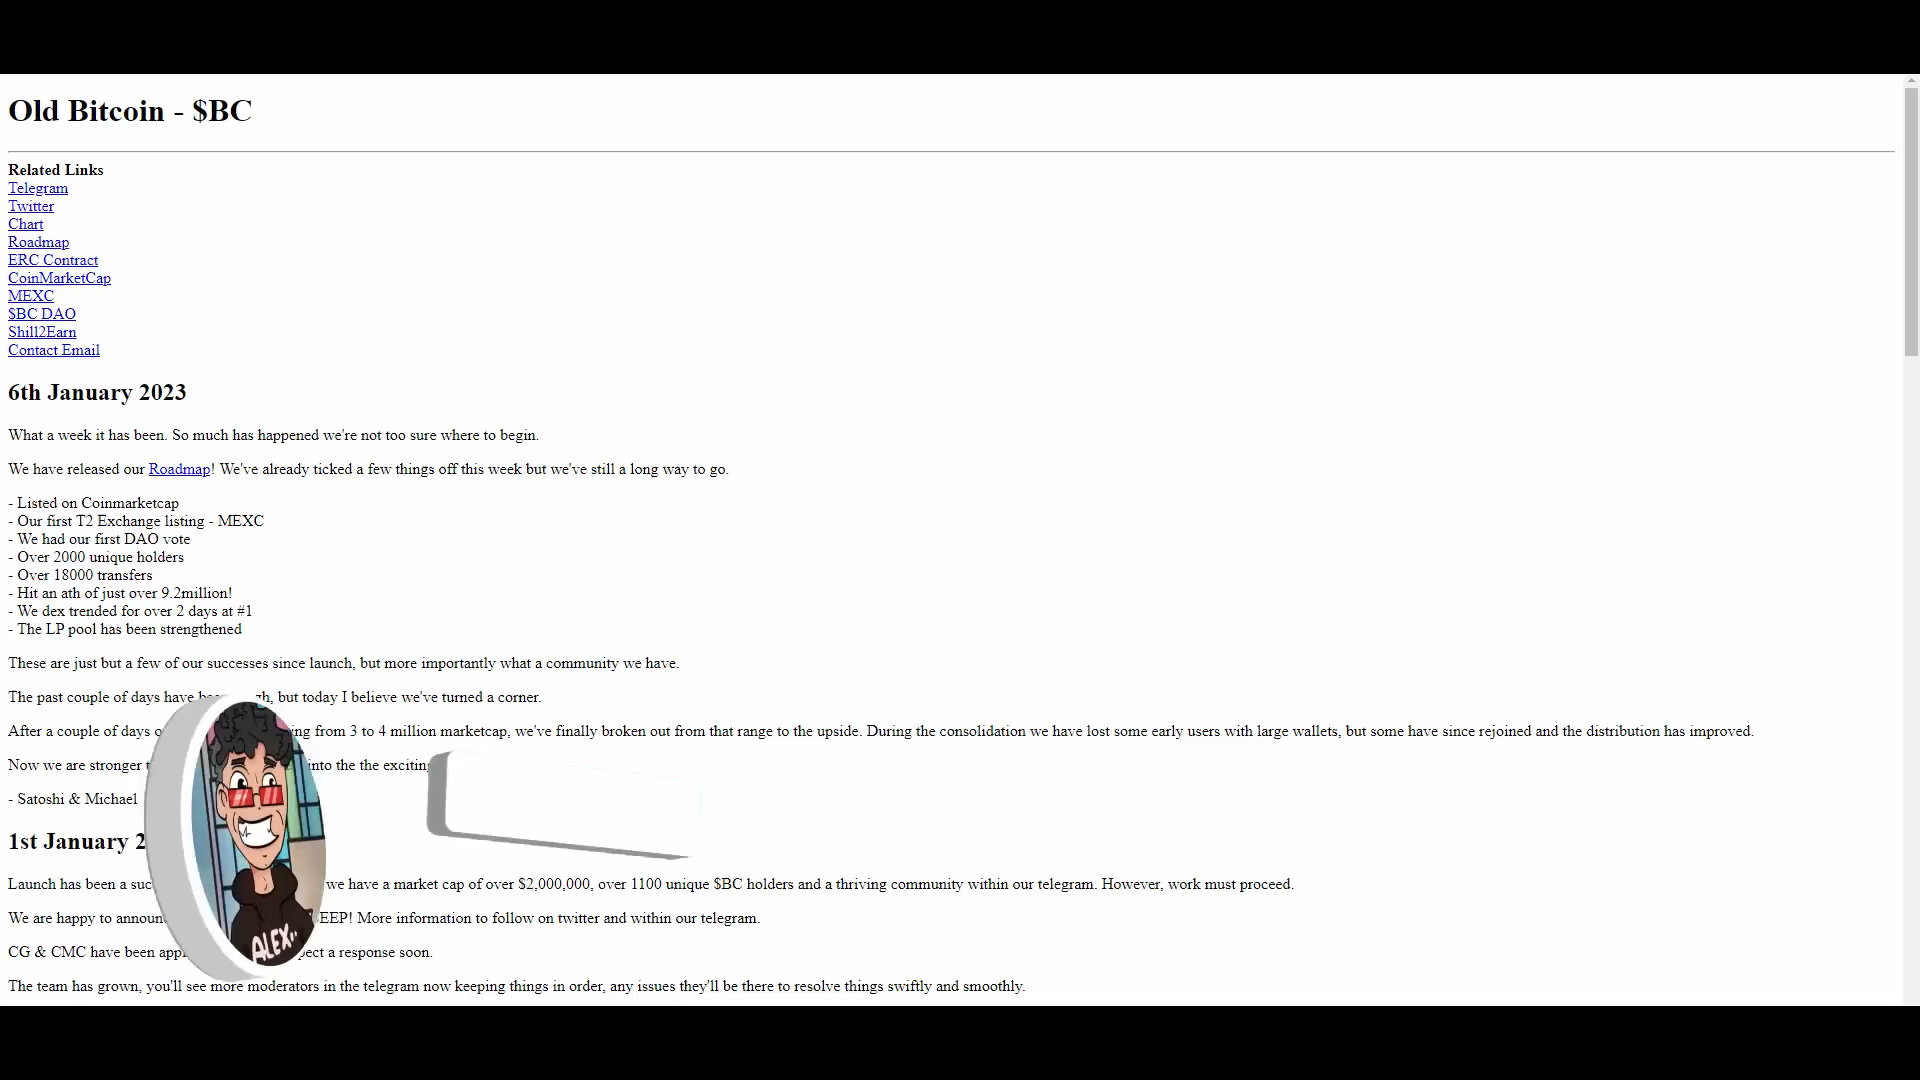 Old Bitcoin - $BC
Related Links
Telegram
Twitter
Chart
Roadmap
ERC Contract
CoinMarketCap
MEXC
$BC DAO
Shill2Earn
Contact Email
6th January 2023
What a week it has been. So much has happened we're not too sure where to begin.
We have released our Roadmap! We've already ticked a few things off this week but we've still a long way to go.
- Listed on Coinmarketcap
- Our first T2 Exchange listing - MEXC
- We had our first DAO vote
- Over 2000 unique holders
- Over 18000 transfers
- Hit an ath of just over 9.2million!
- We dex trended for over 2 days at #1
- The LP pool has been strengthened
These are just but a few of our successes since launch, but more importantly what a community we have.
The past couple of days have but today I believe we've turned a corner.
After a couple of days from 3 to 4 million marketcap, we've finally broken out from that range to the upside. During the consolidation we have lost some early users with large wallets, but some have since rejoined and the distribution has improved.
Now we are stronger into the the
- Satoshi & Michael
1st January
Launch has been a we have a market cap of over $2,000,000, over 1100 unique $BC holders and a thriving community within our telegram. However, work must proceed.
We are happy to More information to follow on twitter and within our telegram.
CG & CMC have been a response soon.
The team has grown, you'll see more moderators in the telegram now keeping things in order, any issues they'll be there to resolve things swiftly and smoothly.
ALEX..